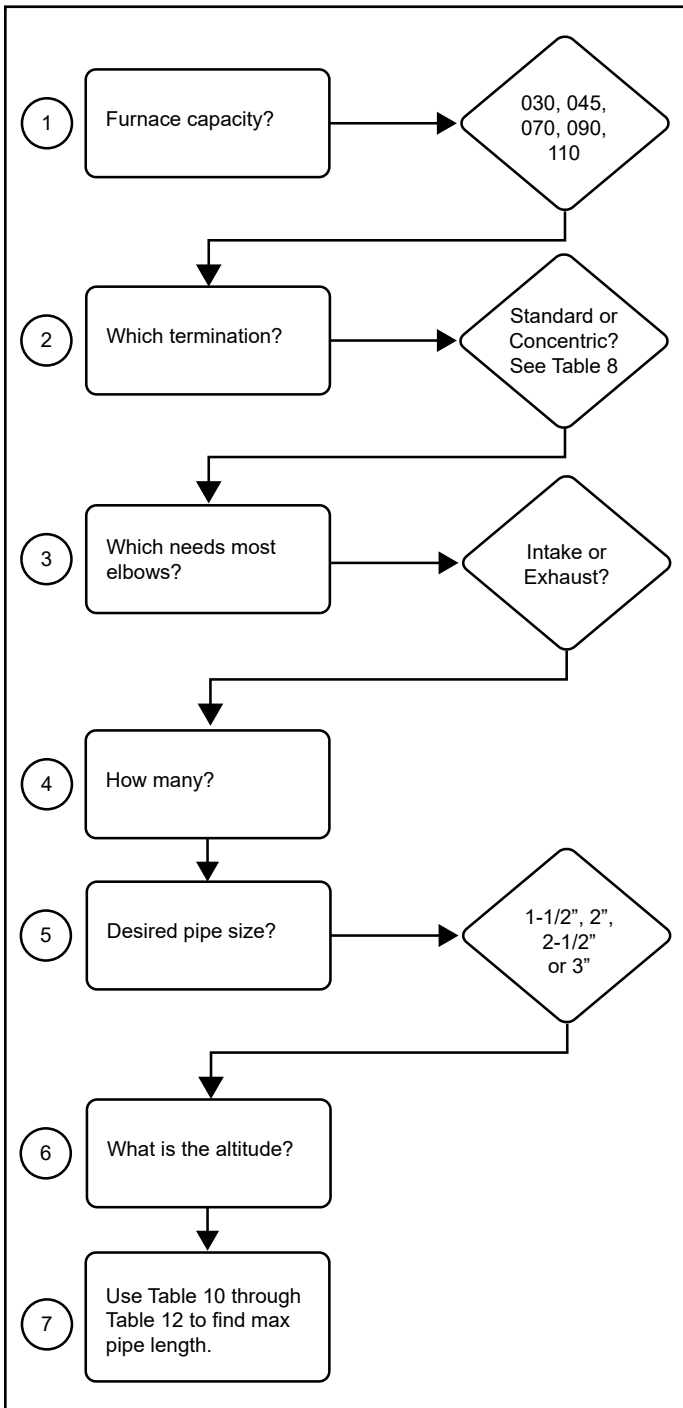 1
Furnace capacity?
030, 045,
070, 090,
110
2
Which termination?
Standard or
Concentric?
See Table 8
3
Which needs most
elbows?
Intake or
Exhaust?
4
How many?
5
Desired pipe size?
1-1/2”, 2”,
2-1/2”
or 3”
6
What is the altitude?
7
Use Table 10 through
Table 12 to find max
pipe length.